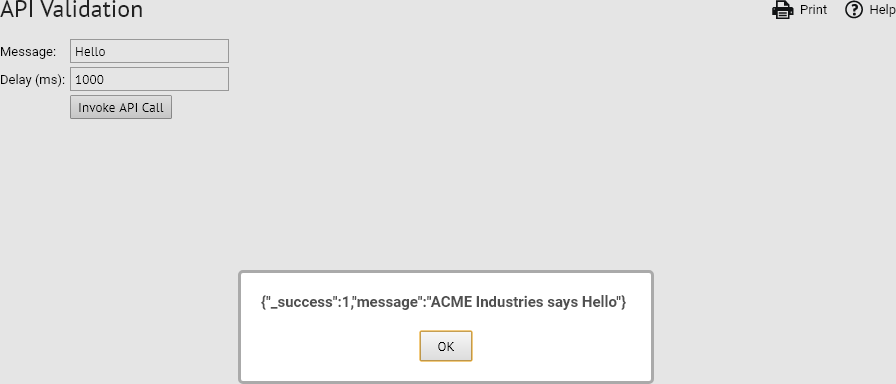 API Validation
Print
Help
Message: Hello
Delay (ms): 1000
Invoke API Call
{"_success":1,"message":"ACME Industries says Hello"}
OK